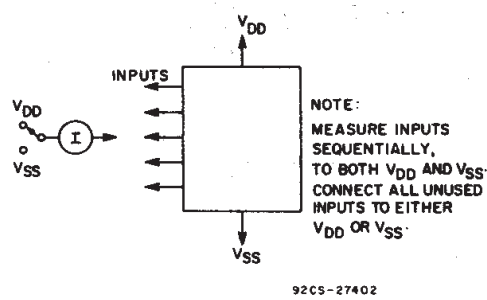 VDD
INPUTS
VDD
I
VSS
NOTE:
MEASURE INPUTS
SEQUENTIALLY,
TO BOTH VDD AND VSS.
CONNECT ALL UNUSED
INPUTS TO EITHER
VDD OR VSS.
VSS
92CS-27402